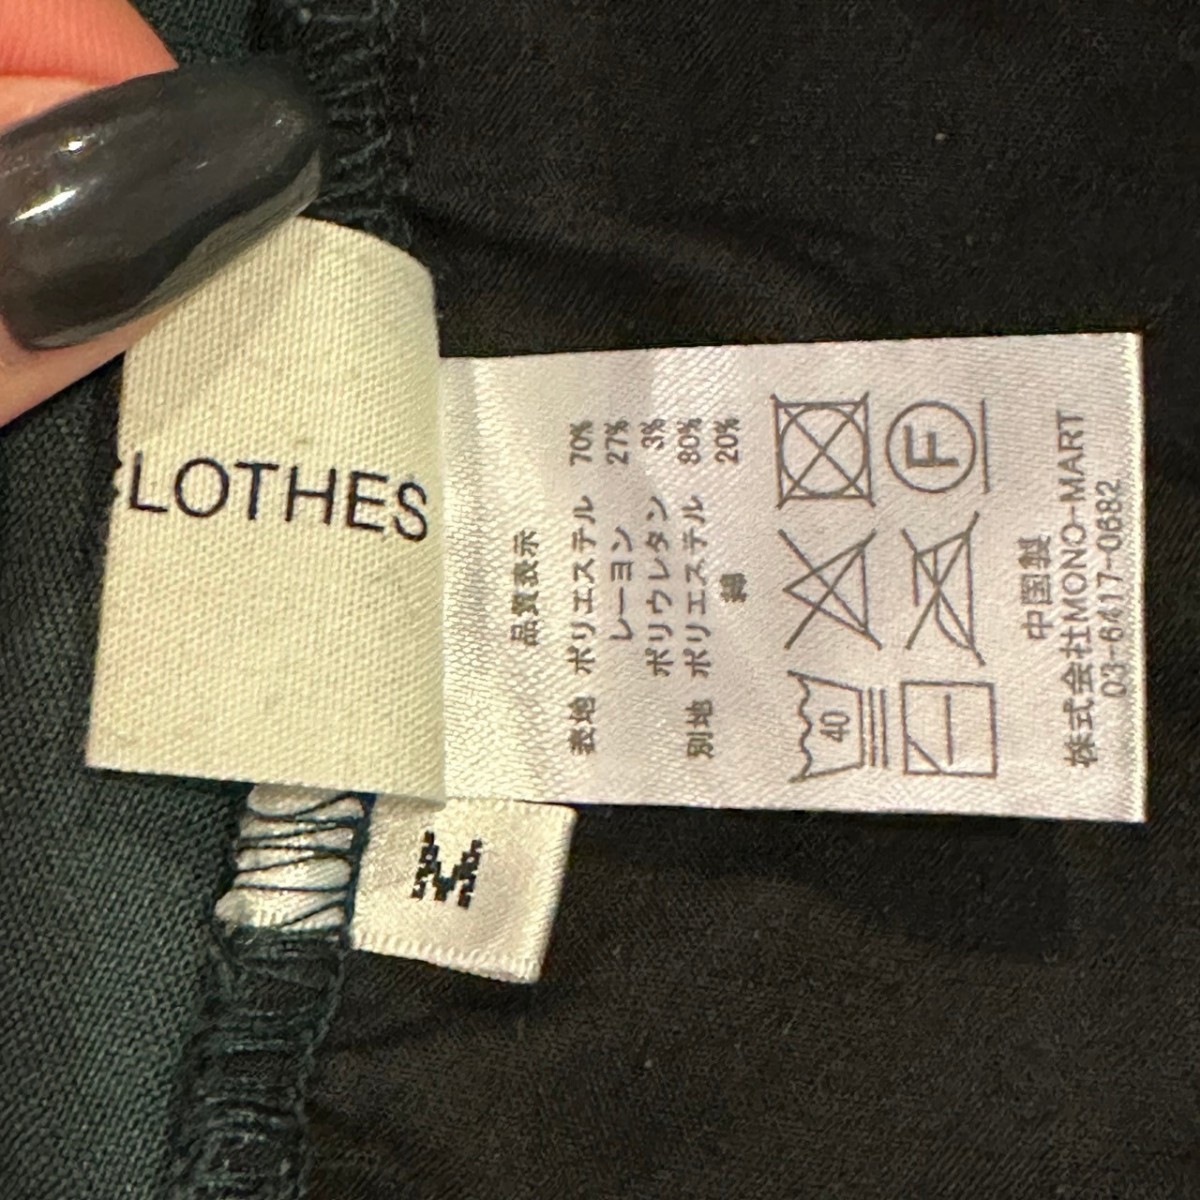 LOTHES
M
品質表示
表地 ポリエステル 70%
レーヨン 27%
ポリウレタン 3%
別地 ポリエステル 80%
綿 20%
40
F
中国製
株式会社MONO-MART
03-6417-0682